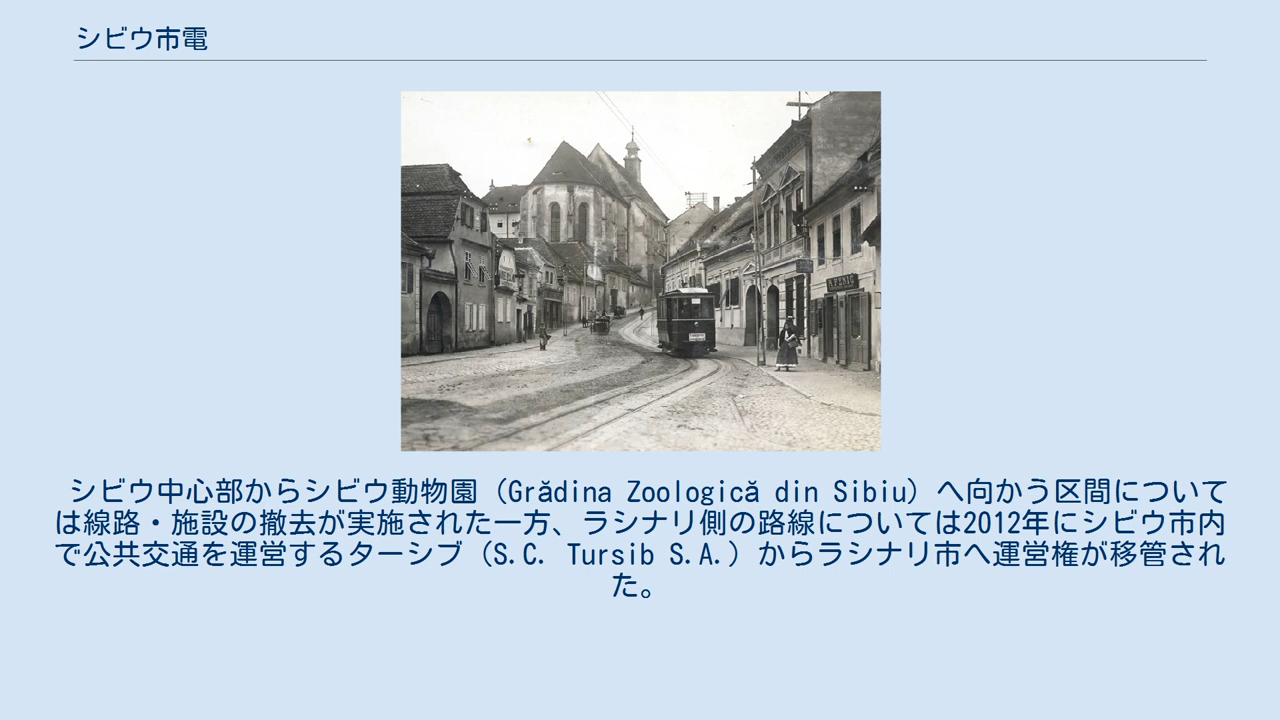 シビウ市電
A.FENIC
シビウ中心部からシビウ動物園（Grădina Zoologică din Sibiu）へ向かう区間について
は線路・施設の撤去が実施された一方、ラシナリ側の路線については2012年にシビウ市内
で公共交通を運営するターシブ（S.C. Tursib S.A.）からラシナリ市へ運営権が移管され
た。